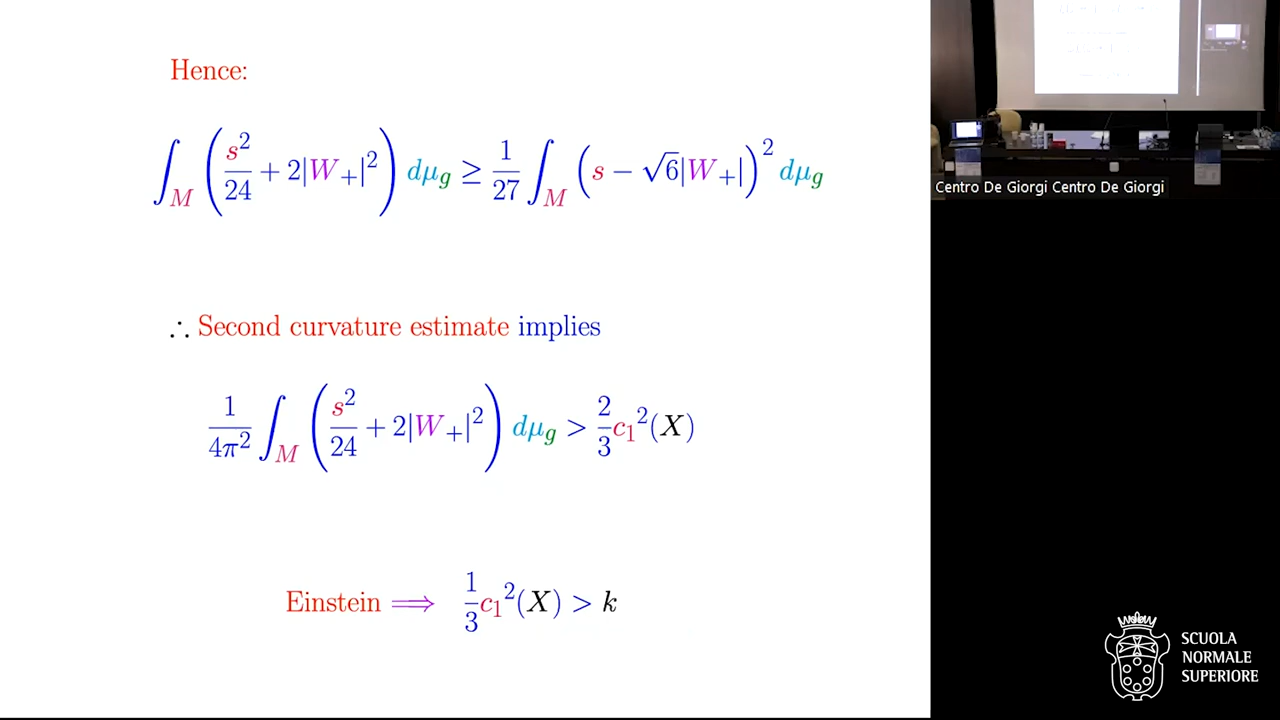 Hence:
∫_M (s²/24 + 2|W₊|²) dμ_g ≥ 1/27 ∫_M (s − √6|W₊|)² dμ_g
∴ Second curvature estimate implies
1/4π² ∫_M (s²/24 + 2|W₊|²) dμ_g > 2/3 c₁²(X)
Einstein ⟹ 1/3 c₁²(X) > k
Centro De Giorgi Centro De Giorgi
SCUOLA
NORMALE
SUPERIORE